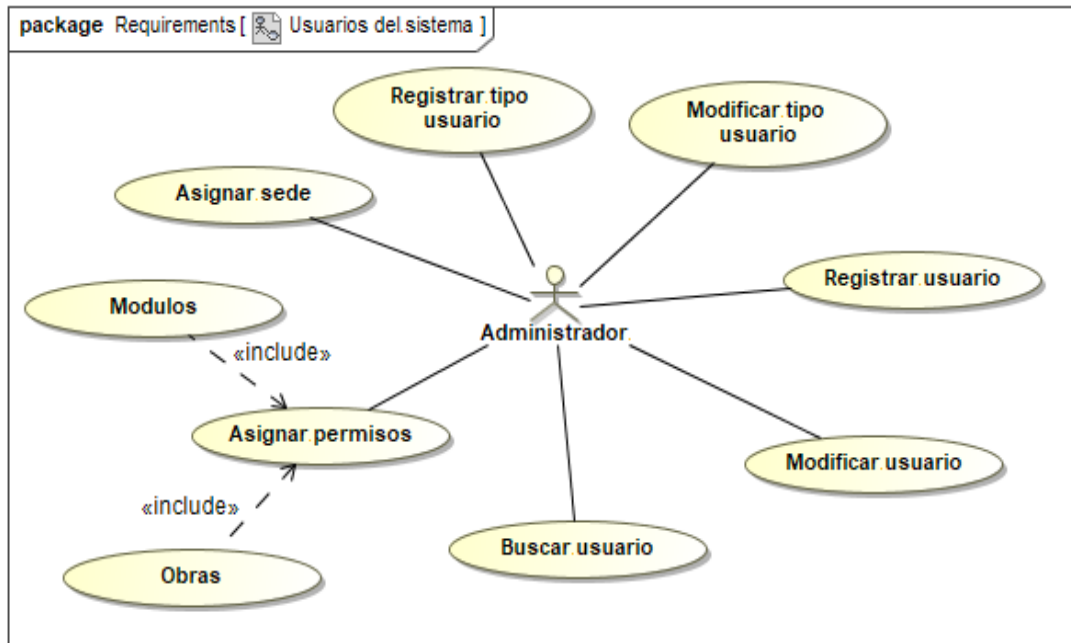 package Requirements [ Usuarios del sistema ]
Registrar tipo
usuario
Modificar tipo
usuario
Asignar sede
Registrar usuario
Modulos
Administrador
«include»
Asignar permisos
Modificar usuario
«include»
Buscar usuario
Obras